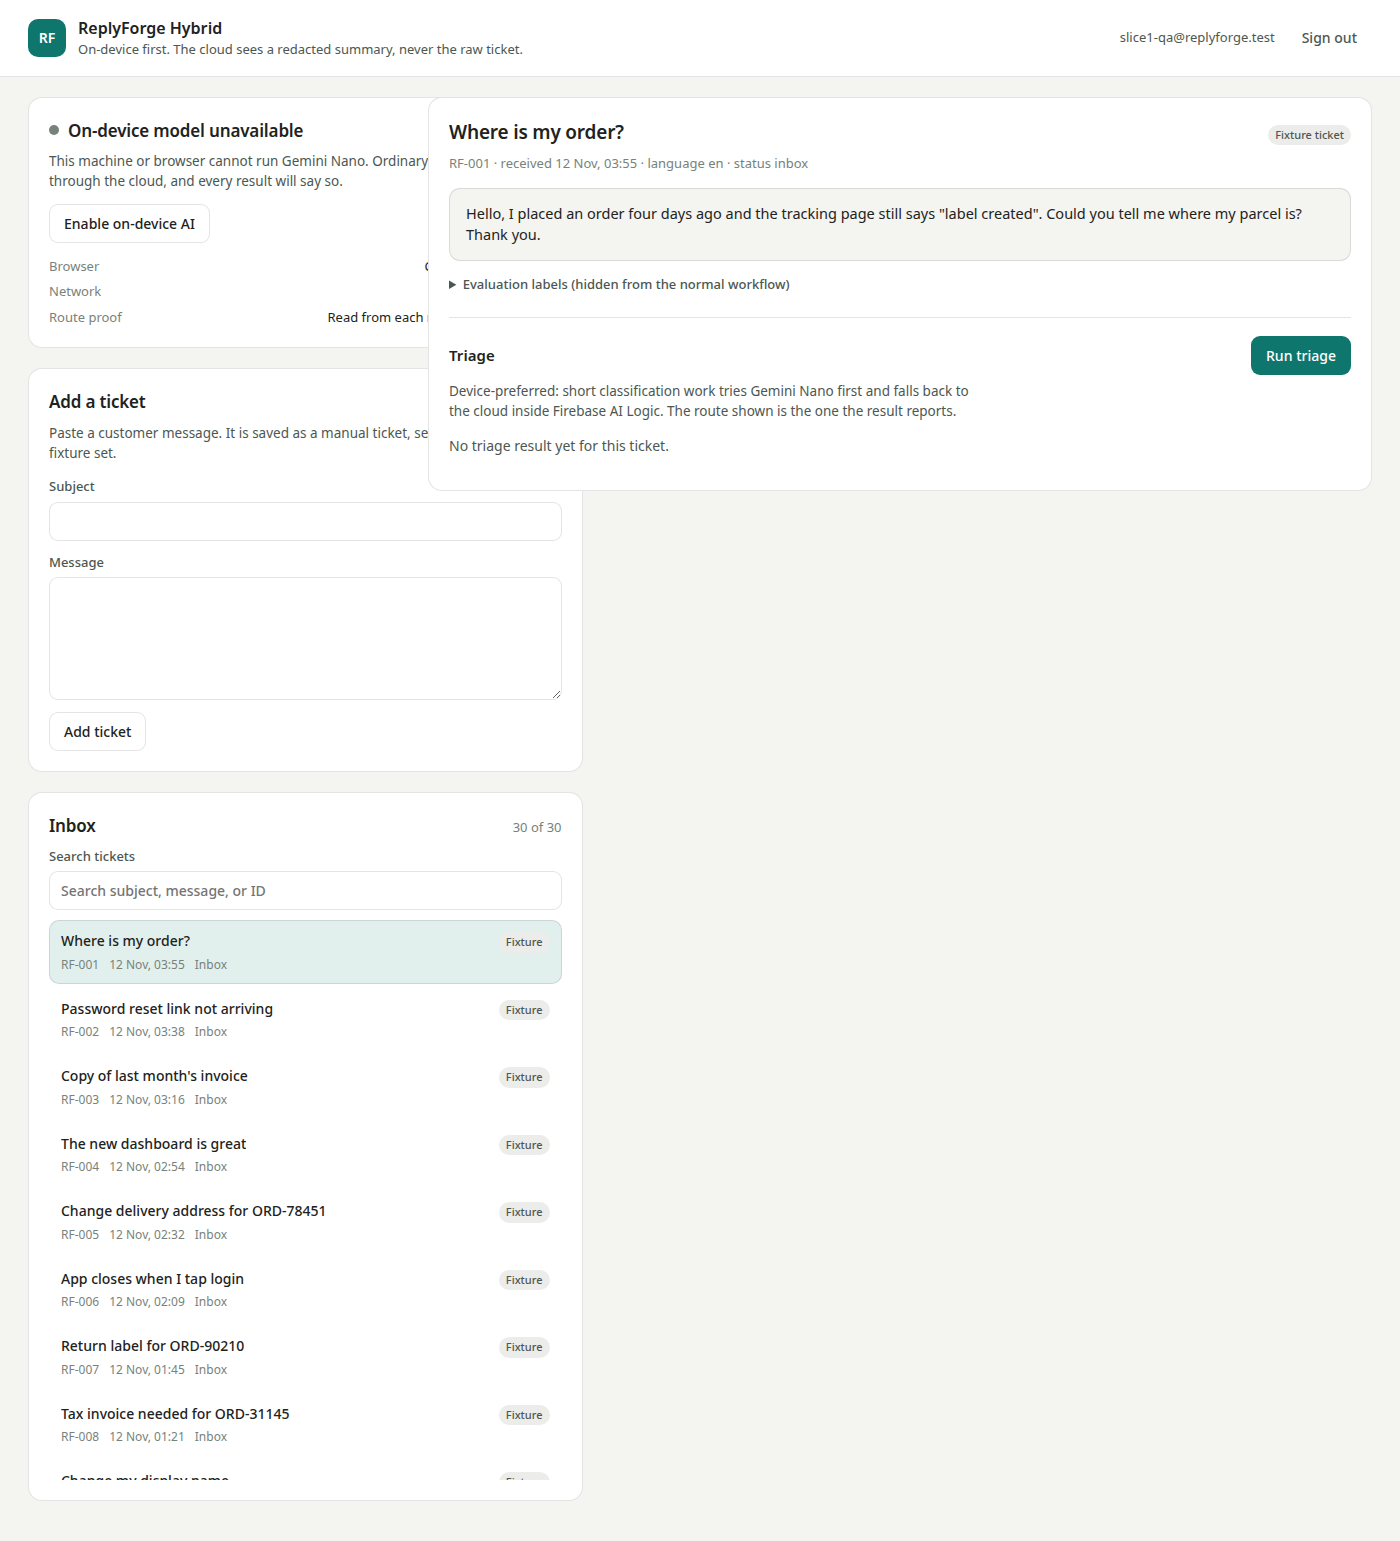 RF
ReplyForge Hybrid
On-device first. The cloud sees a redacted summary, never the raw ticket.
slice1-qa@replyforge.test
Sign out
On-device model unavailable
This machine or browser cannot run Gemini Nano. Ordinary
through the cloud, and every result will say so.
Enable on-device AI
Browser
Network
Route proof
Read from each
Add a ticket
Paste a customer message. It is saved as a manual ticket, se
fixture set.
Subject
Message
Add ticket
Inbox
30 of 30
Search tickets
Search subject, message, or ID
Where is my order?
Fixture
RF-001 12 Nov, 03:55 Inbox
Password reset link not arriving
Fixture
RF-002 12 Nov, 03:38 Inbox
Copy of last month's invoice
Fixture
RF-003 12 Nov, 03:16 Inbox
The new dashboard is great
Fixture
RF-004 12 Nov, 02:54 Inbox
Change delivery address for ORD-78451
Fixture
RF-005 12 Nov, 02:32 Inbox
App closes when I tap login
Fixture
RF-006 12 Nov, 02:09 Inbox
Return label for ORD-90210
Fixture
RF-007 12 Nov, 01:45 Inbox
Tax invoice needed for ORD-31145
Fixture
RF-008 12 Nov, 01:21 Inbox
Change my display name
Where is my order?
Fixture ticket
RF-001 · received 12 Nov, 03:55 · language en · status inbox
Hello, I placed an order four days ago and the tracking page still says "label created". Could you tell me where my parcel is?
Thank you.
▶ Evaluation labels (hidden from the normal workflow)
Triage
Run triage
Device-preferred: short classification work tries Gemini Nano first and falls back to
the cloud inside Firebase AI Logic. The route shown is the one the result reports.
No triage result yet for this ticket.